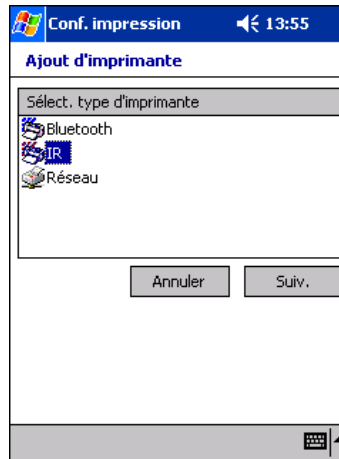 Conf. impression 13:55
Ajout d'imprimante
Sélect. type d'imprimante
Bluetooth
IR
Réseau
Annuler Suiv.